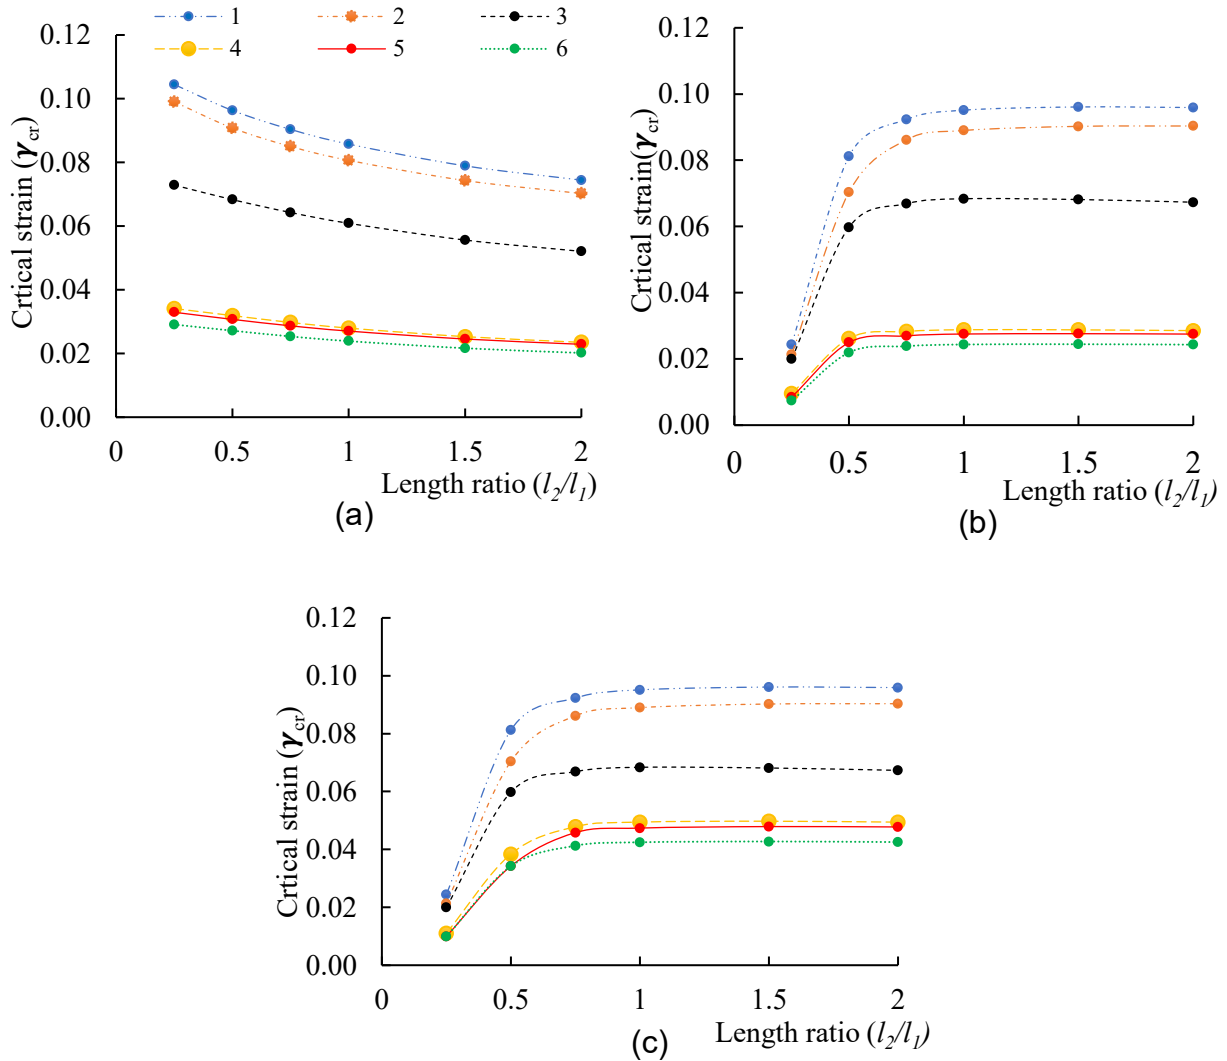 1 2 3
4 5 6
0.12
0.10
0.08
0.06
0.04
0.02
0.00
Crtical strain (γcr)
0 0.5 1 1.5 2
Length ratio (l2/l1)
(a)
0.12
0.10
0.08
0.06
0.04
0.02
0.00
Crtical strain(γcr)
0 0.5 1 1.5 2
Length ratio (l2/l1)
(b)
0.12
0.10
0.08
0.06
0.04
0.02
0.00
Crtical strain (γcr)
0 0.5 1 1.5 2
Length ratio (l2/l1)
(c)